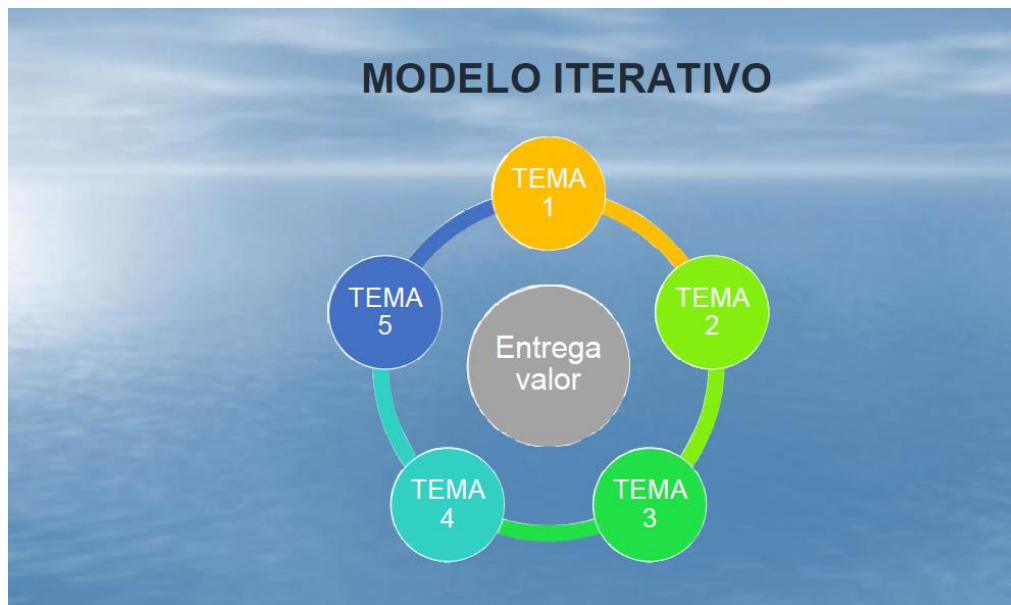 MODELO ITERATIVO
TEMA
1
TEMA
2
TEMA
3
TEMA
4
TEMA
5
Entrega
valor